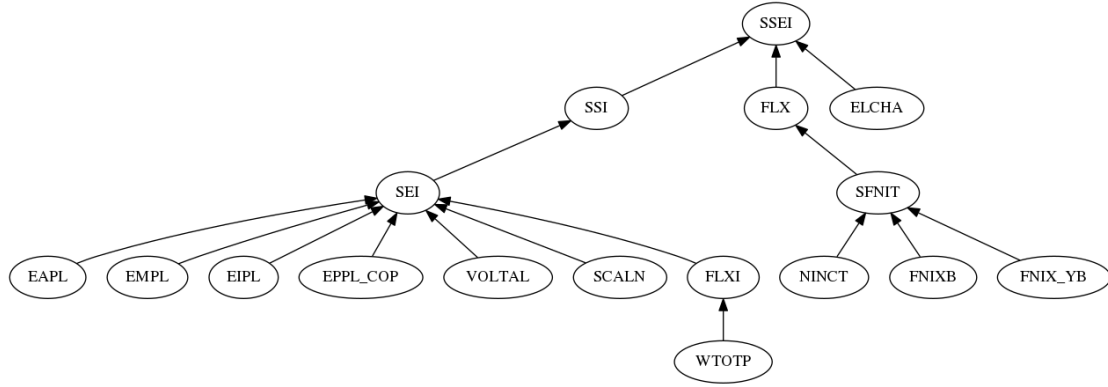 SSEI
SSI FLX ELCHA
SEI SFNIT
EAPL EMPL EIPL EPPL_COP VOLTAL SCALN FLXI NINCT FNIXB FNIX_YB
WTOTP